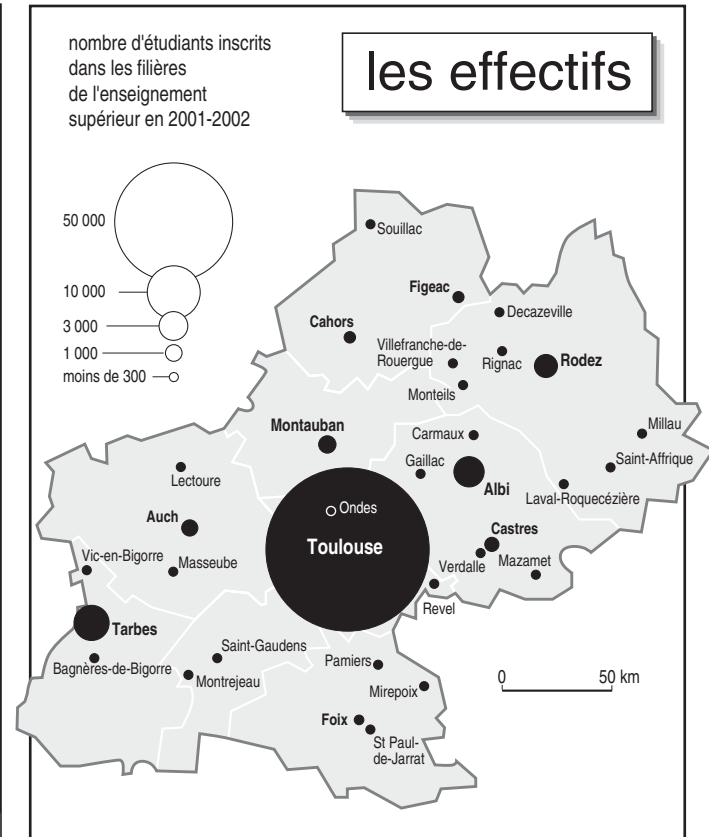 nombre d'étudiants inscrits
dans les filières
de l'enseignement
supérieur en 2001-2002
les effectifs
50 000
10 000
3 000
1 000
moins de 300
Souillac
Figeac
Decazeville
Cahors
Villefranche-de-
Rouergue
Rignac
Rodez
Monteils
Montauban
Carmaux
Millau
Gaillac
Saint-Affrique
Lectoure
Albi
Laval-Roquecézière
Ondes
Auch
Castres
Toulouse
Vic-en-Bigorre
Masseube
Verdalle
Mazamet
Revel
Tarbes
Saint-Gaudens
Pamiers
Bagnères-de-Bigorre
Montrejeau
Mirepoix
0
50 km
Foix
St Paul-
de-Jarrat